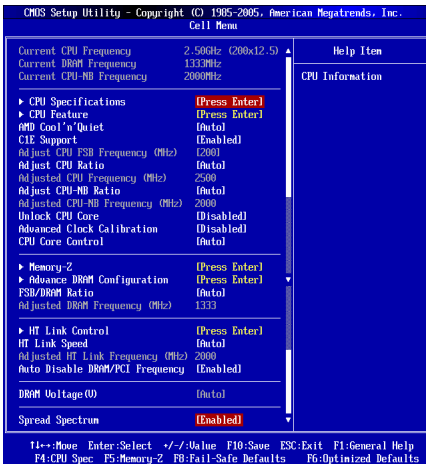 CMOS Setup Utility - Copyright (C) 1985-2005, American Megatrends, Inc.
Cell Menu
Current CPU Frequency 2.50GHz (200x12.5)
Current DRAM Frequency 1333MHz
Current CPU-NB Frequency 2000MHz
Help Item
CPU Information
▶ CPU Specifications [Press Enter]
▶ CPU Feature [Press Enter]
AMD Cool'n'Quiet [Auto]
C1E Support [Enabled]
Adjust CPU FSB Frequency (MHz) [200]
Adjust CPU Ratio [Auto]
Adjusted CPU Frequency (MHz) 2500
Adjust CPU-NB Ratio [Auto]
Adjusted CPU-NB Frequency (MHz) 2000
Unlock CPU Core [Disabled]
Advanced Clock Calibration [Disabled]
CPU Core Control [Auto]
▶ Memory-Z [Press Enter]
▶ Advance DRAM Configuration [Press Enter]
FSB/DRAM Ratio [Auto]
Adjusted DRAM Frequency (MHz) 1333
▶ HT Link Control [Press Enter]
HT Link Speed [Auto]
Adjusted HT Link Frequency (MHz) 2000
Auto Disable DRAM/PCI Frequency [Enabled]
DRAM Voltage(V) [Auto]
Spread Spectrum [Enabled]
↑↓←→:Move Enter:Select +/-/:Value F10:Save ESC:Exit F1:General Help
F4:CPU Spec F5:Memory-Z F8:Fail-Safe Defaults F6:Optimized Defaults